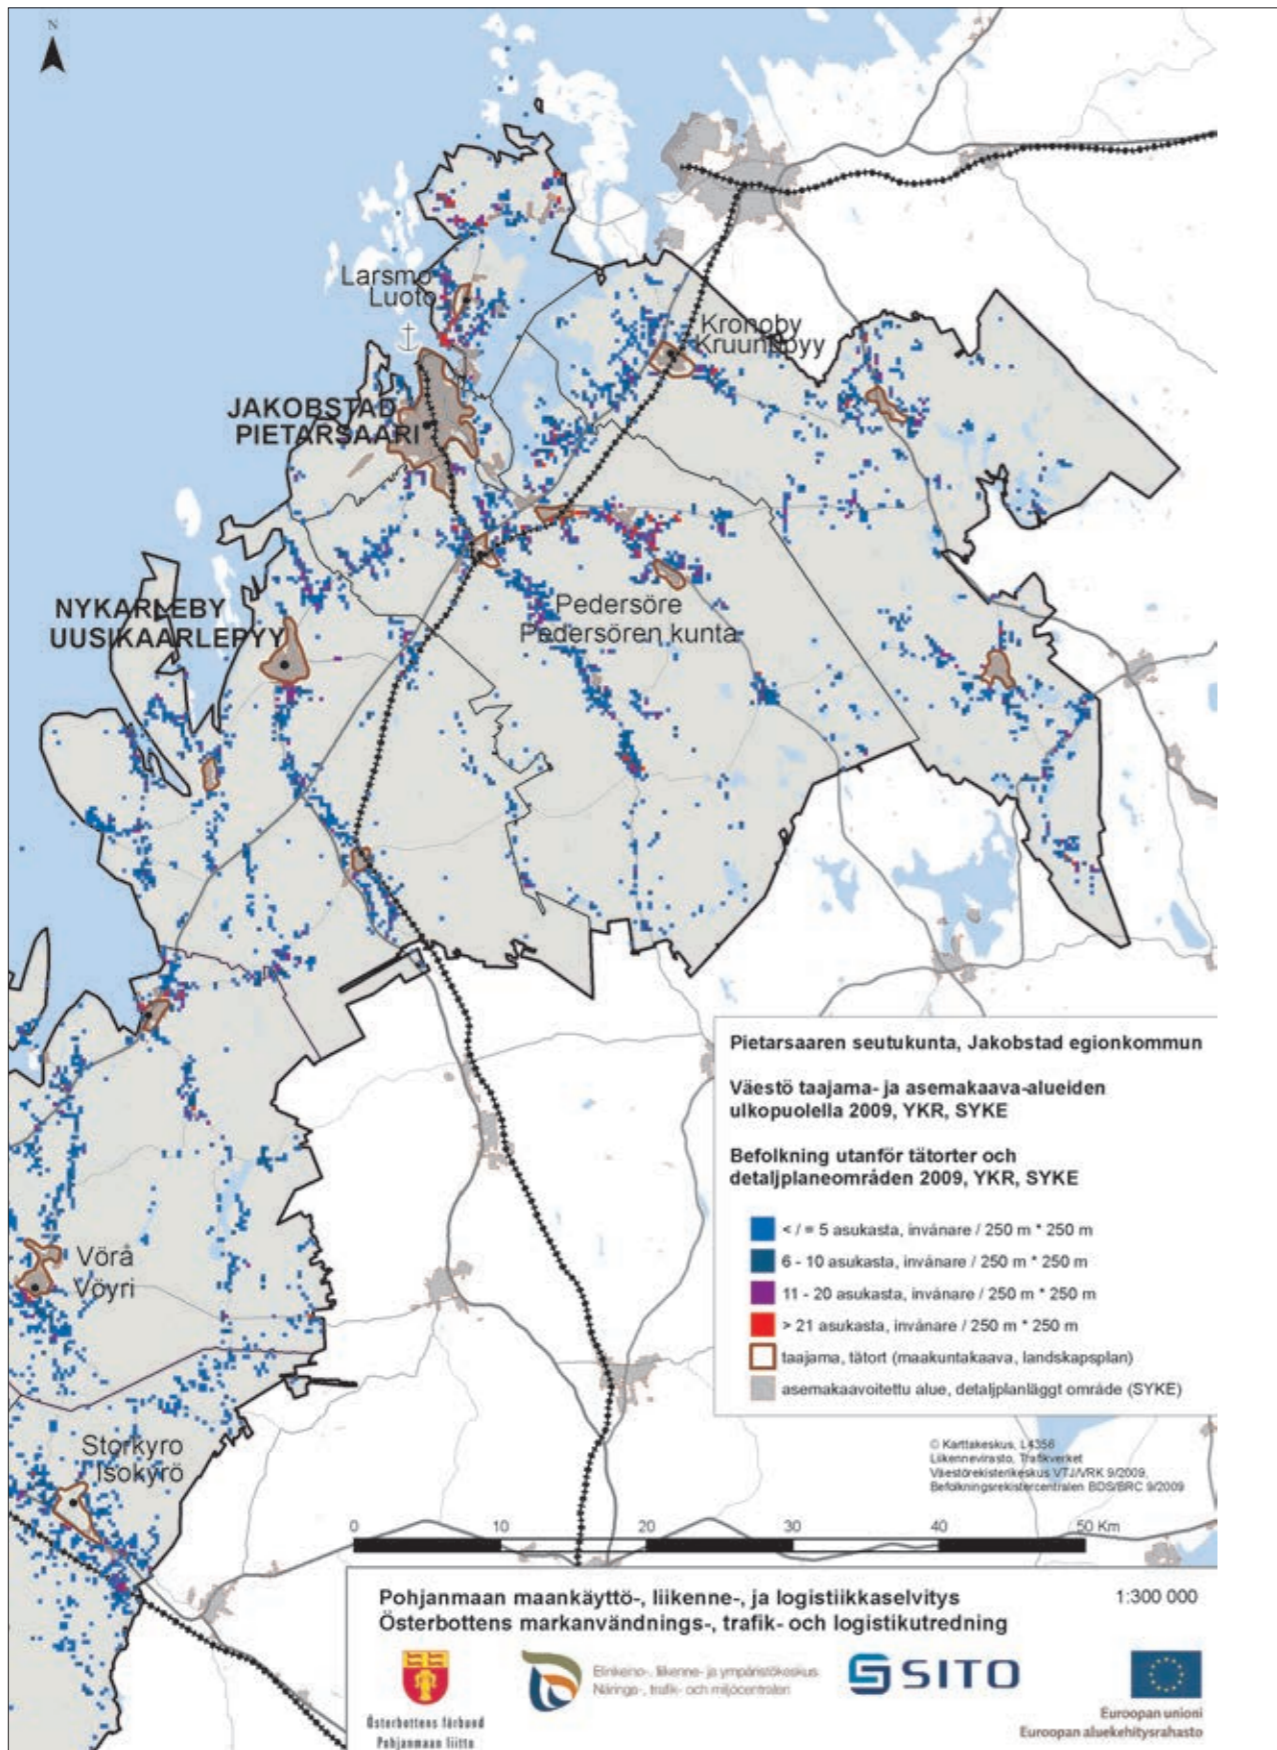 N
Larsmo
Luoto
Kronoby
Kruunupyy
JAKOBSTAD
PIETARSAARI
Pedersöre
Pedersören kunta
NYKARLEBY
UUSIKAARLEPYY
Vörå
Vöyri
Storkyro
Isokyrö
Pietarsaaren seutukunta, Jakobstad egionkommun
Väestö taajama- ja asemakaava-alueiden
ulkopuolella 2009, YKR, SYKE
Befolkning utanför tätorter och
detaljplaneområden 2009, YKR, SYKE
< / = 5 asukasta, invånare / 250 m * 250 m
6 - 10 asukasta, invånare / 250 m * 250 m
11 - 20 asukasta, invånare / 250 m * 250 m
> 21 asukasta, invånare / 250 m * 250 m
taajama, tätort (maakuntakaava, landskapsplan)
asemakaavoitettu alue, detaljplanläggt område (SYKE)
© Karttakeskus, L4356
Liikennevirasto, Trafikverket
Väestörekisterikeskus VTJ/VRK 9/2009,
Befolkningsregistercentralen BDS/BRC 9/2009
0 10 20 30 40 50 Km
Pohjanmaan maankäyttö-, liikenne-, ja logistiikkaselvitys
Österbottens markanvändnings-, trafik- och logistikutredning
1:300 000
Elinkeino-, liikenne- ja ympäristökeskus
Närings-, trafik- och miljöcentralen
SITO
Österbottens förbund
Pohjanmaan liitto
Euroopan unioni
Euroopan aluekehitysrahasto